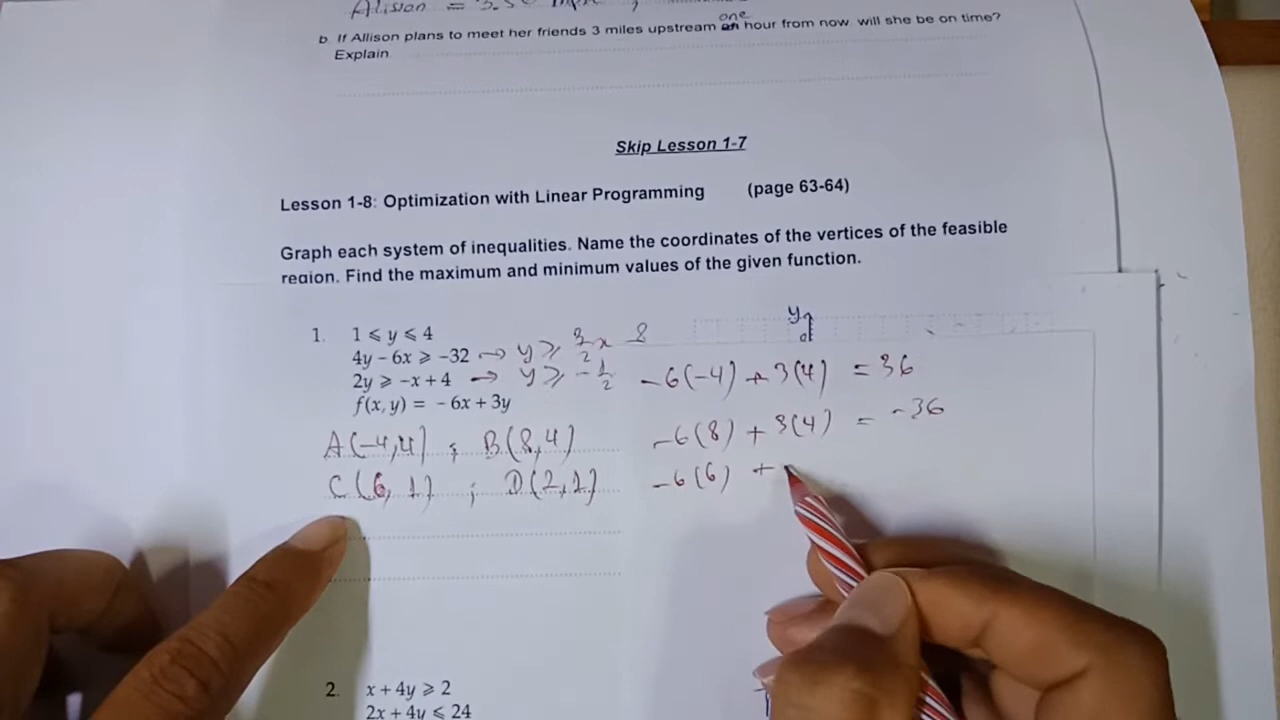 Alision = 3.50 mph ;
b. If Allison plans to meet her friends 3 miles upstream one hour from now will she be on time?
Explain
Skip Lesson 1-7
Lesson 1-8: Optimization with Linear Programming (page 63-64)
Graph each system of inequalities. Name the coordinates of the vertices of the feasible
region. Find the maximum and minimum values of the given function.
y
1. 1 ⩽ y ⩽ 4
4y − 6x ⩾ −32 → y ⩾ 3/2 x 8
2y ⩾ −x + 4 → y ⩾ -1/2 -6(-4) + 3(4) = 36
f(x, y) = − 6x + 3y
A(-4,4) ; B(8,4) -6(8) + 3(4) = -36
C(6, 1) ; D(2,1) -6(6) +
2. x + 4y ⩾ 2
2x + 4y ⩽ 24